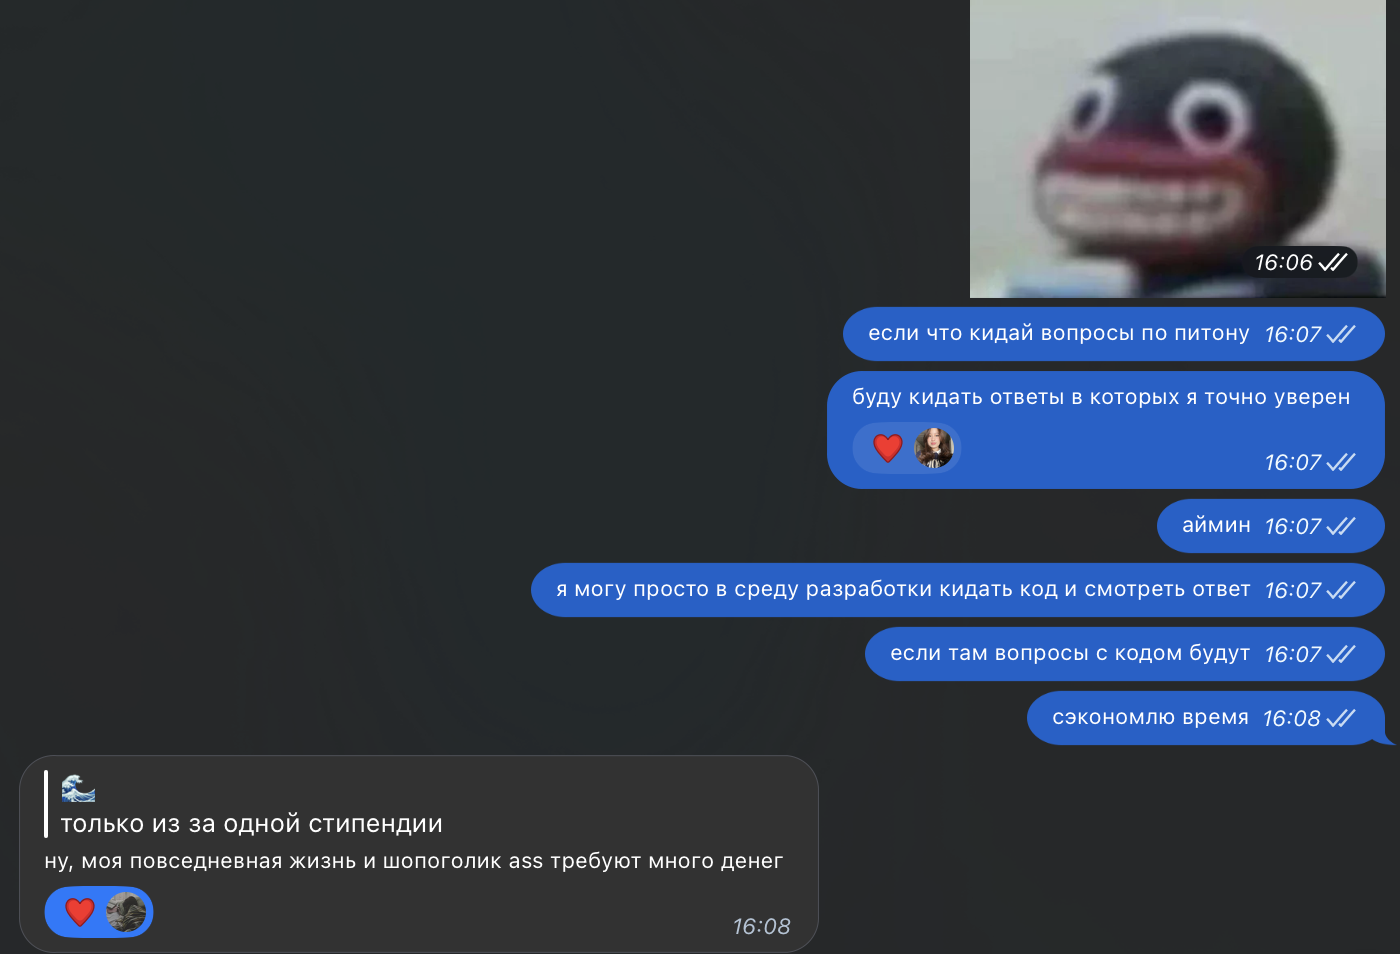 16:06
если что кидай вопросы по питону 16:07
буду кидать ответы в которых я точно уверен
16:07
аймин 16:07
я могу просто в среду разработки кидать код и смотреть ответ 16:07
если там вопросы с кодом будут 16:07
сэкономлю время 16:08
🌊
только из за одной стипендии
ну, моя повседневная жизнь и шопоголик ass требуют много денег
16:08